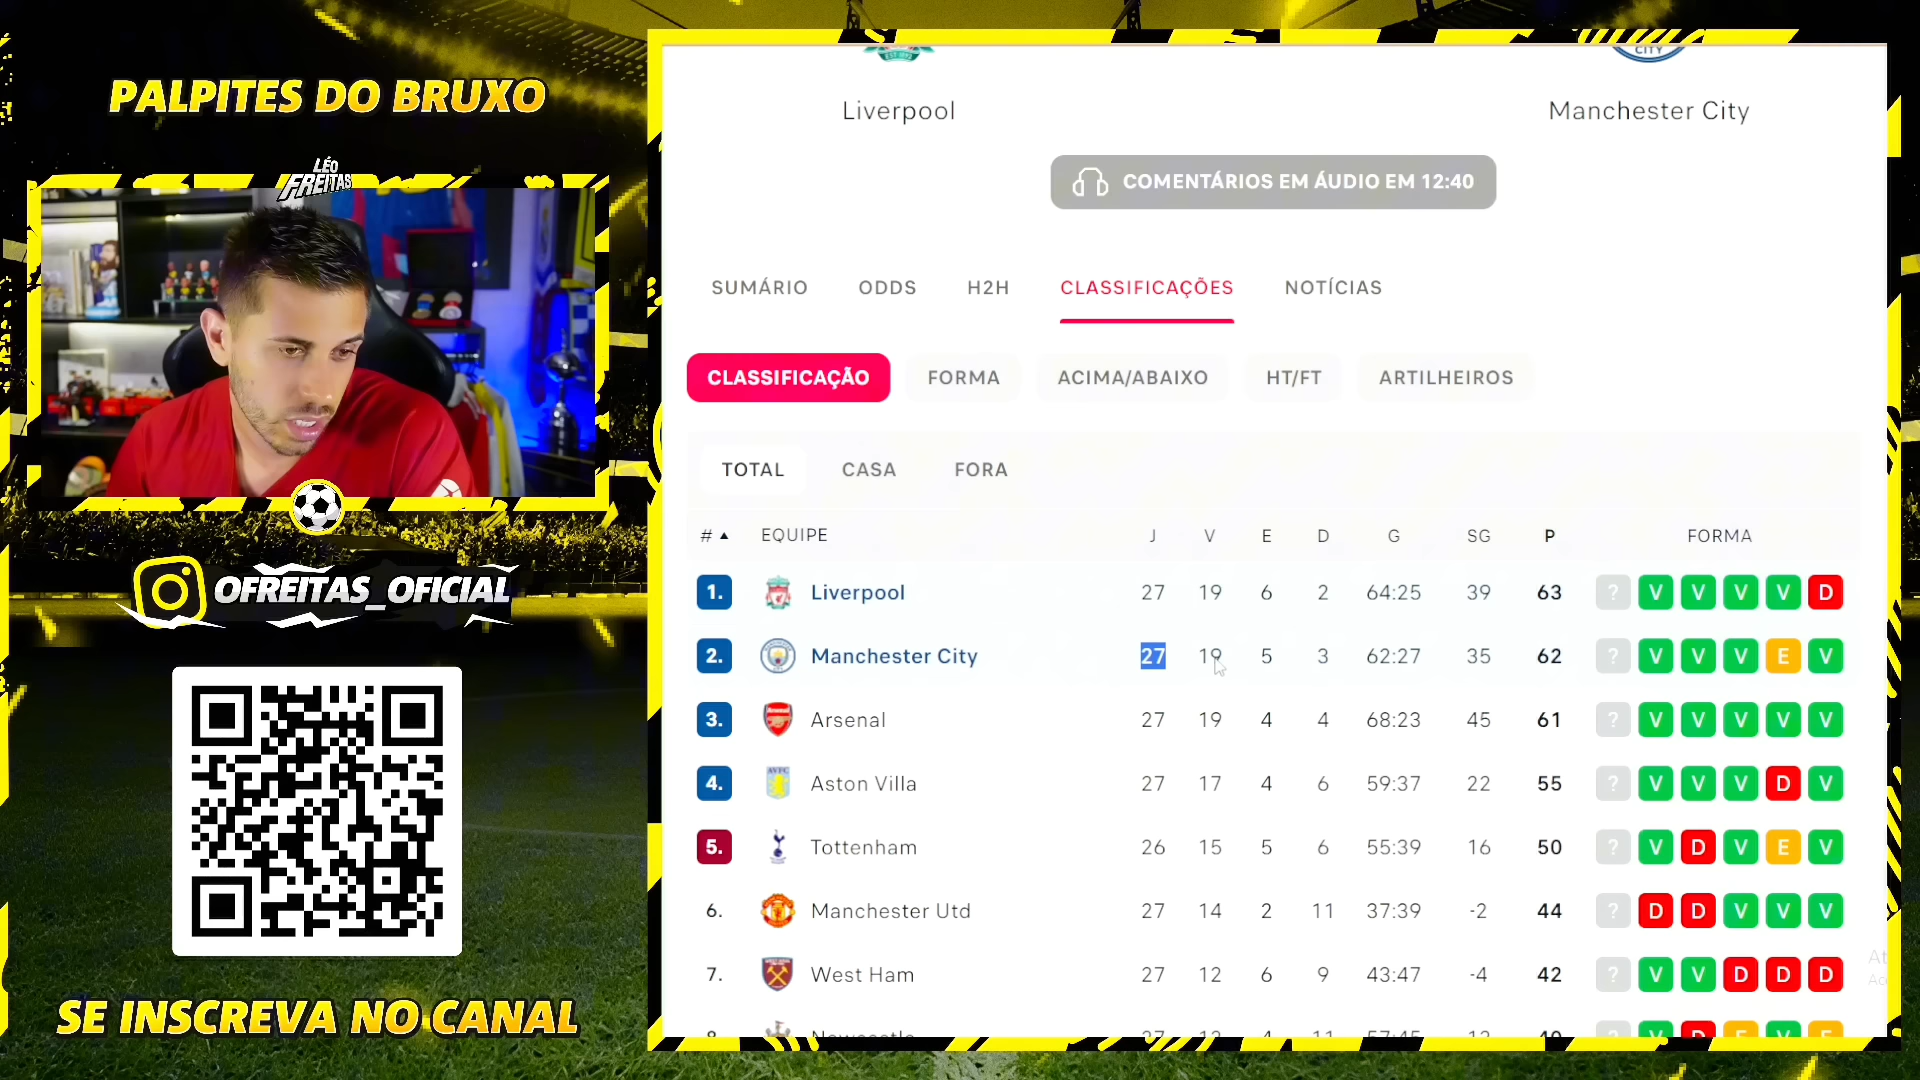 PALPITES DO BRUXO
LÉO
FREITAS
OFREITAS_OFICIAL
SE INSCREVA NO CANAL
CITY
Liverpool
Manchester City
COMENTÁRIOS EM ÁUDIO EM 12:40
SUMÁRIO ODDS H2H CLASSIFICAÇÕES NOTÍCIAS
CLASSIFICAÇÃO FORMA ACIMA/ABAIXO HT/FT ARTILHEIROS
TOTAL CASA FORA
# EQUIPE J V E D G SG P FORMA
1. Liverpool 27 19 6 2 64:25 39 63 ? V V V V D
2. Manchester City 27 19 5 3 62:27 35 62 ? V V V E V
3. Arsenal 27 19 4 4 68:23 45 61 ? V V V V V
4. Aston Villa 27 17 4 6 59:37 22 55 ? V V V D V
5. Tottenham 26 15 5 6 55:39 16 50 ? V D V E V
6. Manchester Utd 27 14 2 11 37:39 -2 44 ? D D V V V
7. West Ham 27 12 6 9 43:47 -4 42 ? V V D D D